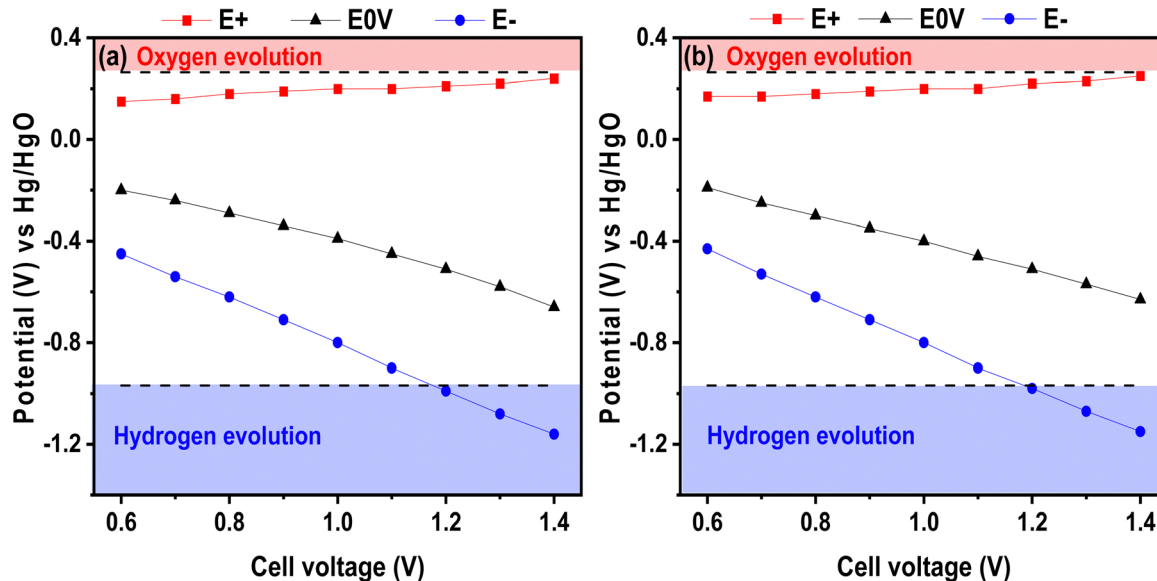 E+ E0V E-
(a) Oxygen evolution
Hydrogen evolution
0.4
0.0
-0.4
-0.8
-1.2
0.6 0.8 1.0 1.2 1.4
Potential (V) vs Hg/HgO
Cell voltage (V)
E+ E0V E-
(b) Oxygen evolution
Hydrogen evolution
0.4
0.0
-0.4
-0.8
-1.2
0.6 0.8 1.0 1.2 1.4
Potential (V) vs Hg/HgO
Cell voltage (V)